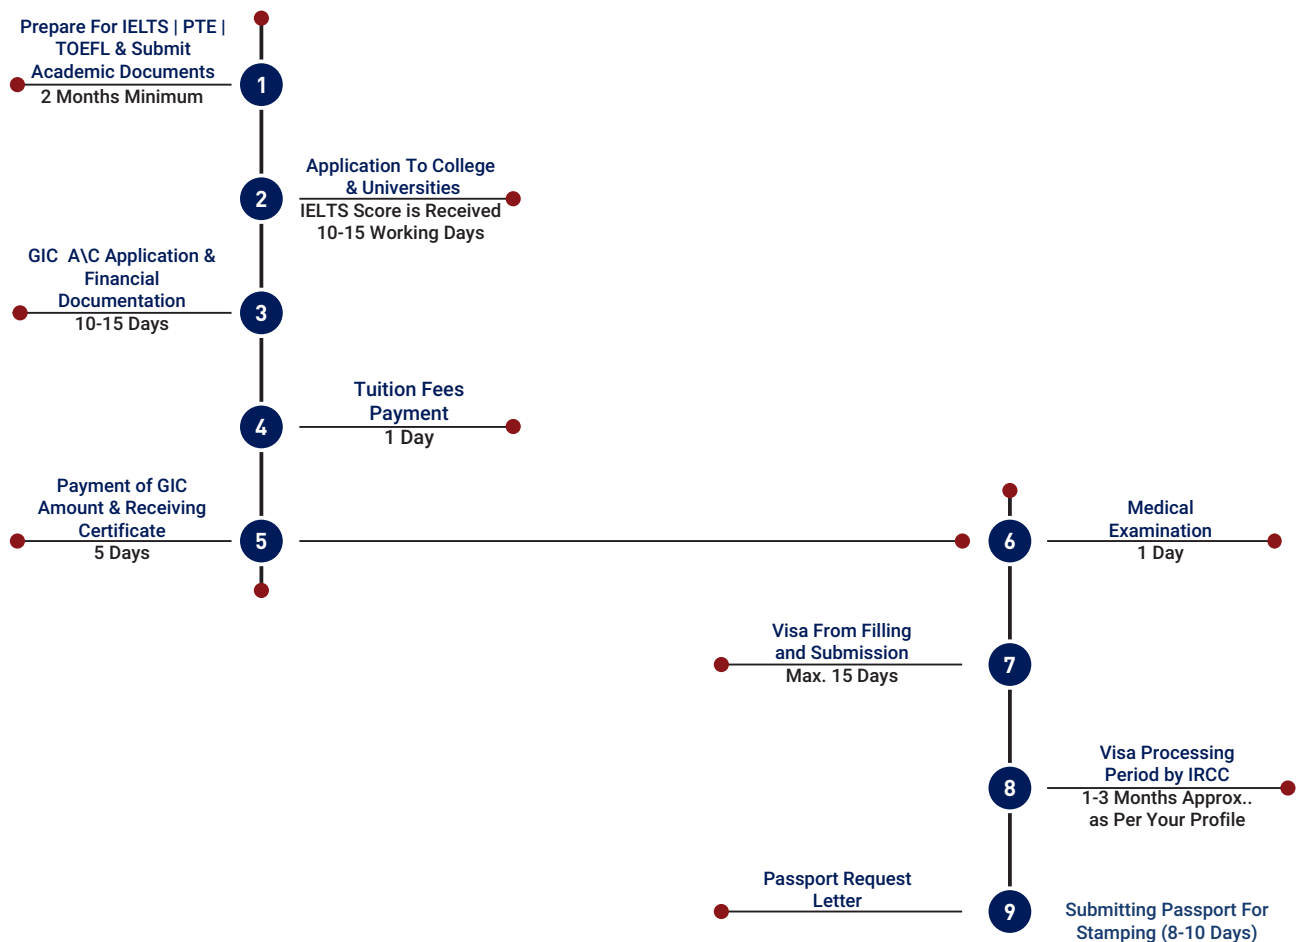 Prepare For IELTS | PTE |
TOEFL & Submit
Academic Documents
2 Months Minimum
1
Application To College
& Universities
IELTS Score is Received
10-15 Working Days
2
GIC  A\C Application &
Financial
Documentation
10-15 Days
3
Tuition Fees
Payment
1 Day
4
Payment of GIC
Amount & Receiving
Certificate
5 Days
5
6
Medical
Examination
1 Day
Visa From Filling
and Submission
Max. 15 Days
7
Visa Processing
Period by IRCC
1-3 Months Approx..
as Per Your Profile
8
Passport Request
Letter
9
Submitting Passport For
Stamping (8-10 Days)